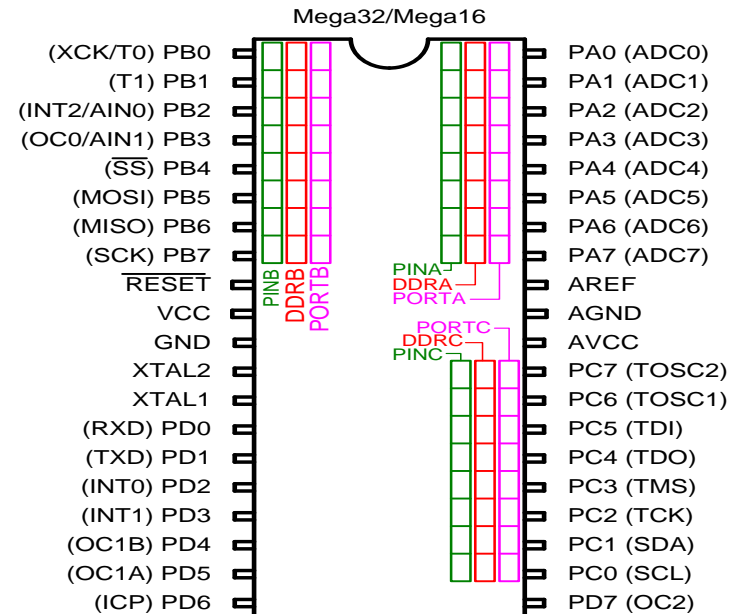 Mega32/Mega16
(XCK/T0) PB0
(T1) PB1
(INT2/AIN0) PB2
(OC0/AIN1) PB3
(SS) PB4
(MOSI) PB5
(MISO) PB6
(SCK) PB7
RESET
VCC
GND
XTAL2
XTAL1
(RXD) PD0
(TXD) PD1
(INT0) PD2
(INT1) PD3
(OC1B) PD4
(OC1A) PD5
(ICP) PD6
PINB
DDRB
PORTB
PINA
DDRA
PORTA
PORTC
DDRC
PINC
PA0 (ADC0)
PA1 (ADC1)
PA2 (ADC2)
PA3 (ADC3)
PA4 (ADC4)
PA5 (ADC5)
PA6 (ADC6)
PA7 (ADC7)
AREF
AGND
AVCC
PC7 (TOSC2)
PC6 (TOSC1)
PC5 (TDI)
PC4 (TDO)
PC3 (TMS)
PC2 (TCK)
PC1 (SDA)
PC0 (SCL)
PD7 (OC2)